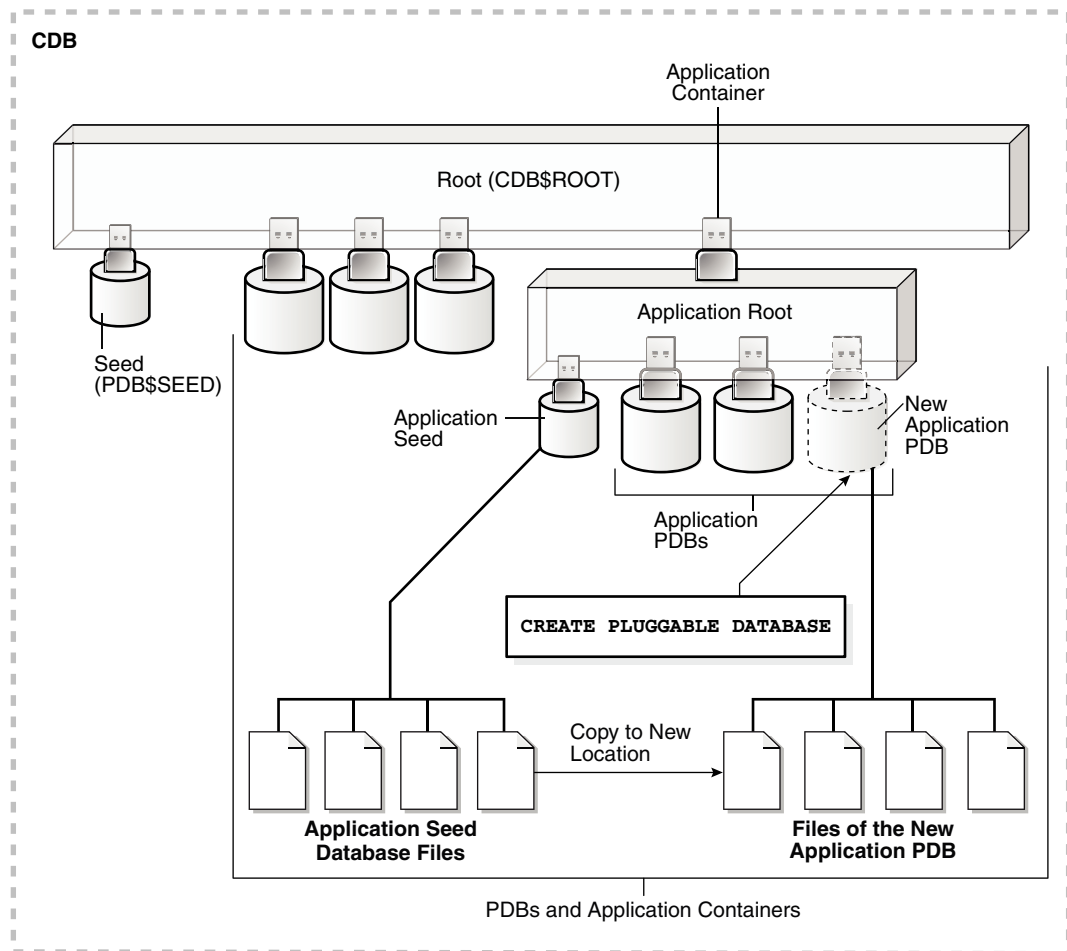 CDB
Application
Container
Root (CDB$ROOT)
Application Root
Seed
(PDB$SEED)
Application
Seed
New
Application
PDB
Application
PDBs
CREATE PLUGGABLE DATABASE
Copy to New
Location
Application Seed
Database Files
Files of the New
Application PDB
PDBs and Application Containers